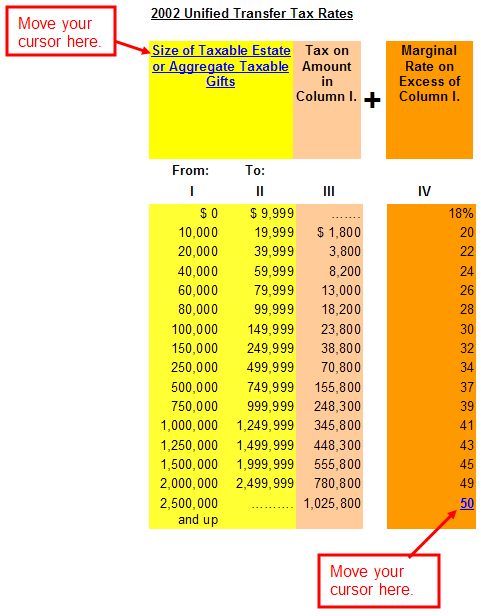 2002 Unified Transfer Tax Rates
Move your
cursor here.
Size of Taxable Estate
or Aggregate Taxable
Gifts
Tax on
Amount
in
Column I.
+
Marginal
Rate on
Excess of
Column I.
From: To:
I II III IV
$ 0 $ 9,999 ....... 18%
10,000 19,999 $ 1,800 20
20,000 39,999 3,800 22
40,000 59,999 8,200 24
60,000 79,999 13,000 26
80,000 99,999 18,200 28
100,000 149,999 23,800 30
150,000 249,999 38,800 32
250,000 499,999 70,800 34
500,000 749,999 155,800 37
750,000 999,999 248,300 39
1,000,000 1,249,999 345,800 41
1,250,000 1,499,999 448,300 43
1,500,000 1,999,999 555,800 45
2,000,000 2,499,999 780,800 49
2,500,000 .......... 1,025,800 50
and up
Move your
cursor here.